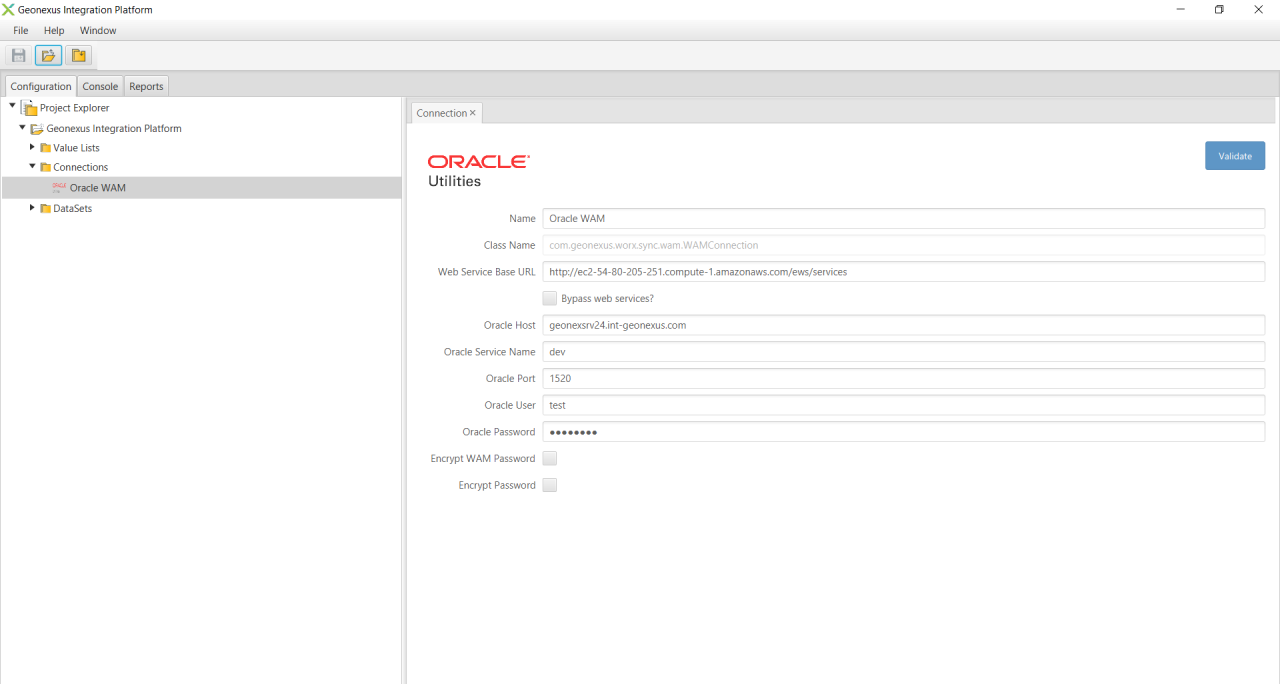 Geonexus Integration Platform
File Help Window
Configuration Console Reports
Project Explorer
Geonexus Integration Platform
Value Lists
Connections
Oracle WAM
DataSets
Connection
ORACLE
Utilities
Validate
Name Oracle WAM
Class Name com.geonexus.worx.sync.wam.WAMConnection
Web Service Base URL http://ec2-54-80-205-251.compute-1.amazonaws.com/ews/services
Bypass web services?
Oracle Host geonexsrv24.int-geonexus.com
Oracle Service Name dev
Oracle Port 1520
Oracle User test
Oracle Password ●●●●●●●●
Encrypt WAM Password
Encrypt Password